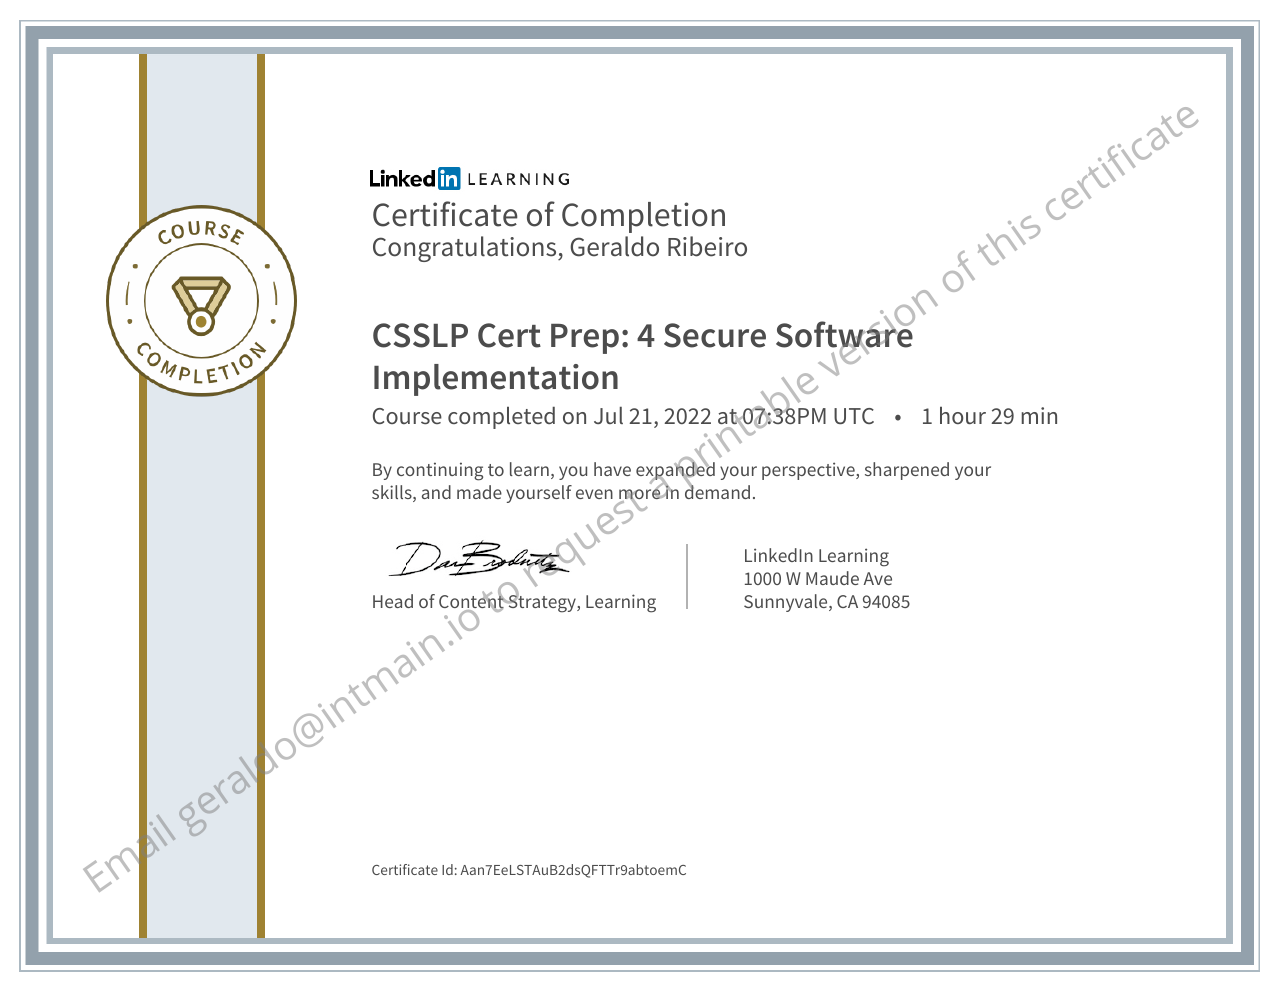 LinkedIn LEARNING
Certificate of Completion
Congratulations, Geraldo Ribeiro
COURSE
COMPLETION
CSSLP Cert Prep: 4 Secure Software
Implementation
Course completed on Jul 21, 2022 at 07:38PM UTC • 1 hour 29 min
By continuing to learn, you have expanded your perspective, sharpened your
skills, and made yourself even more in demand.
Head of Content Strategy, Learning
LinkedIn Learning
1000 W Maude Ave
Sunnyvale, CA 94085
Certificate Id: Aan7EeLSTAuB2dsQFTTr9abtoemC
Email geraldo@intmain.io to request a printable version of this certificate